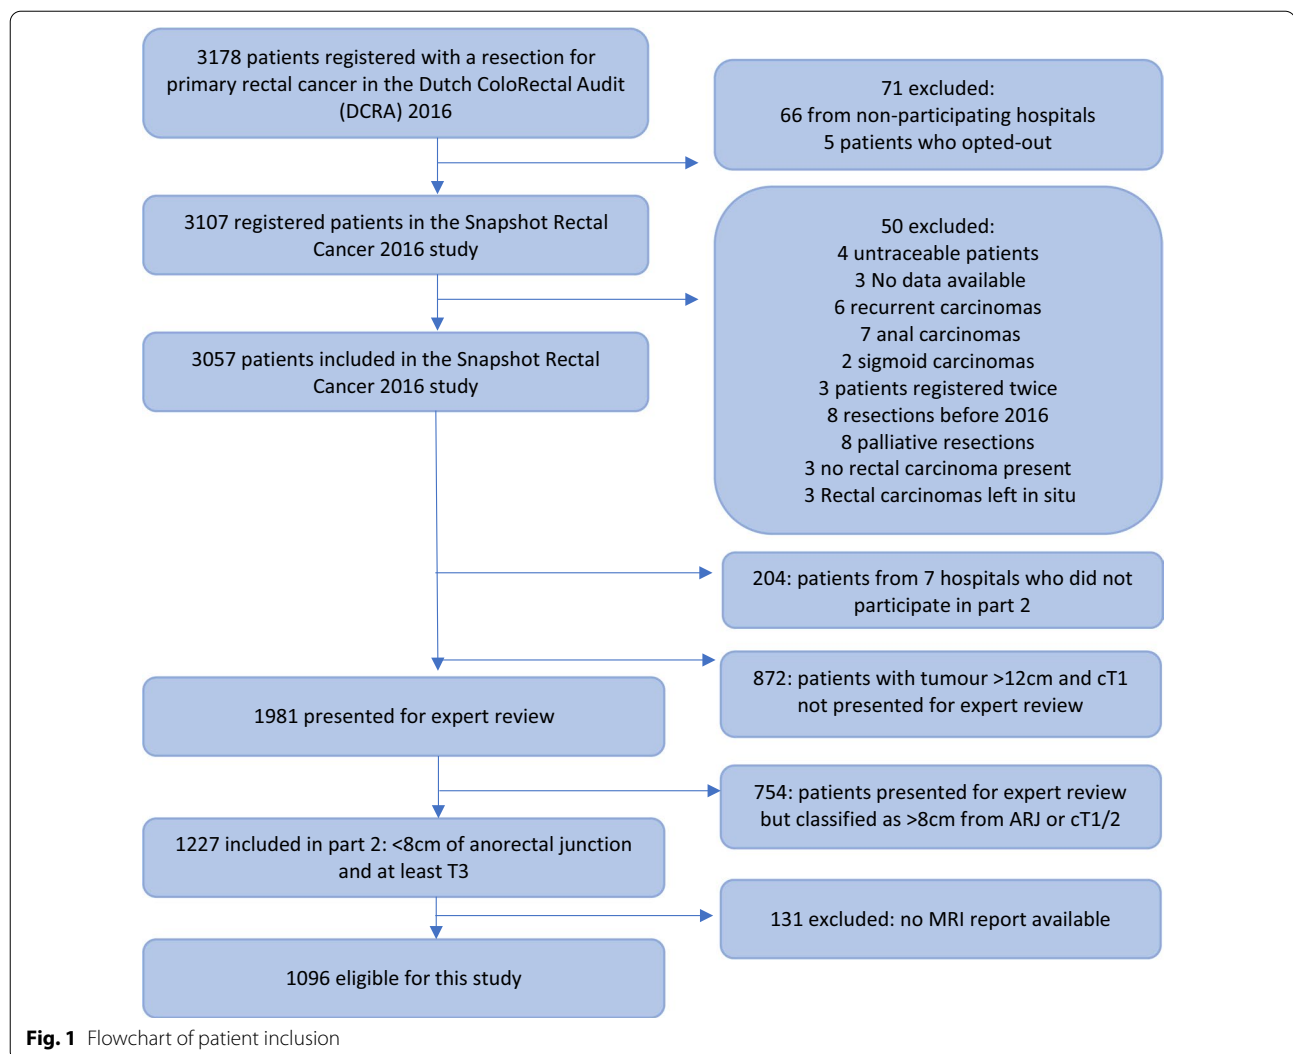 3178 patients registered with a resection for
primary rectal cancer in the Dutch ColoRectal Audit
(DCRA) 2016
71 excluded:
66 from non-participating hospitals
5 patients who opted-out
3107 registered patients in the Snapshot Rectal
Cancer 2016 study
50 excluded:
4 untraceable patients
3 No data available
6 recurrent carcinomas
7 anal carcinomas
2 sigmoid carcinomas
3 patients registered twice
8 resections before 2016
8 palliative resections
3 no rectal carcinoma present
3 Rectal carcinomas left in situ
3057 patients included in the Snapshot Rectal
Cancer 2016 study
204: patients from 7 hospitals who did not
participate in part 2
872: patients with tumour >12cm and cT1
not presented for expert review
1981 presented for expert review
754: patients presented for expert review
but classified as >8cm from ARJ or cT1/2
1227 included in part 2: <8cm of anorectal junction
and at least T3
131 excluded: no MRI report available
1096 eligible for this study
Fig. 1 Flowchart of patient inclusion